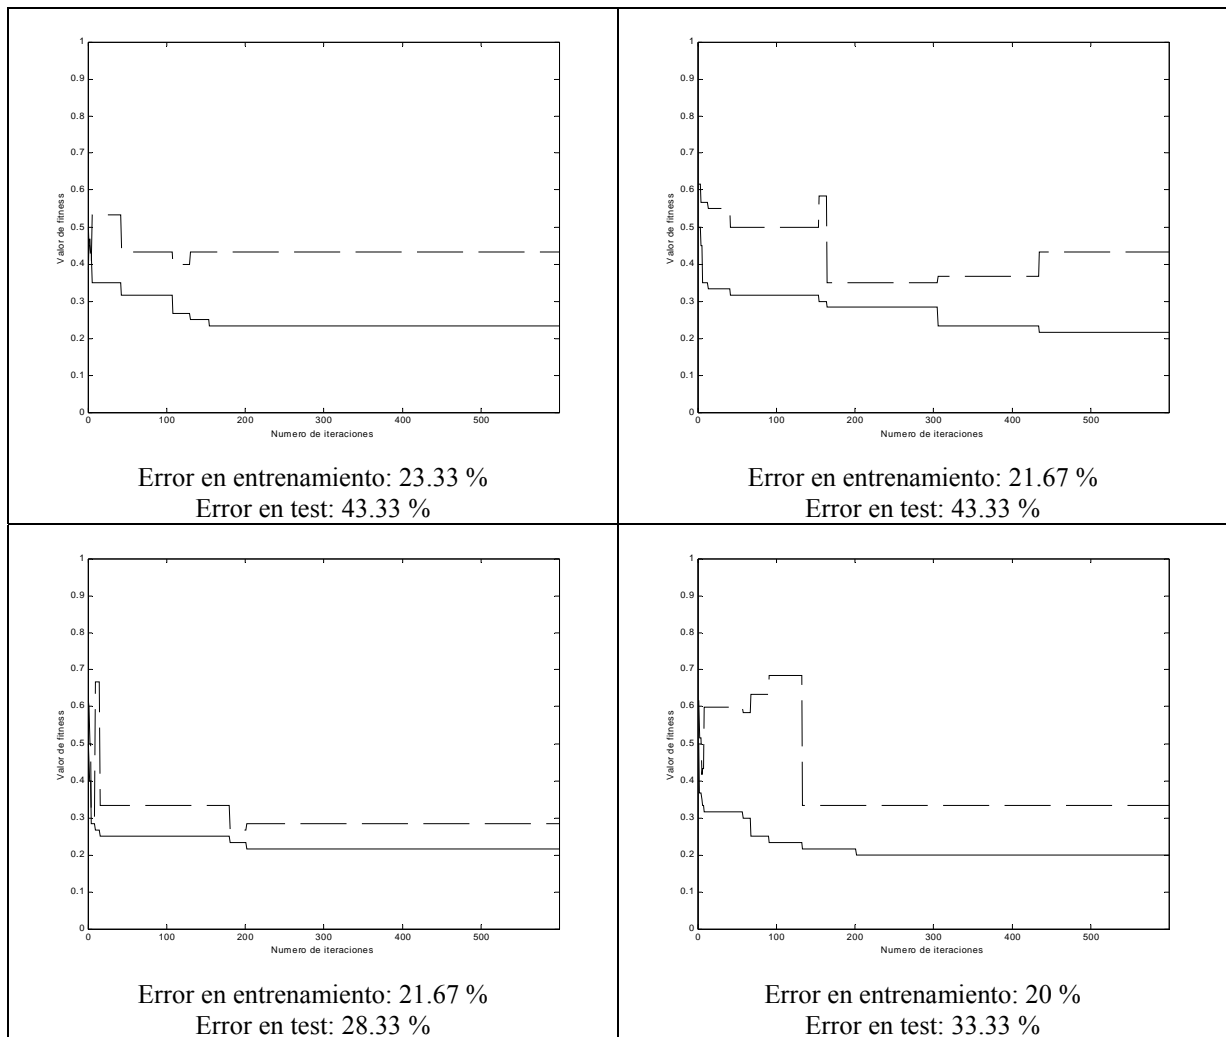 1
0.9
0.8
0.7
0.6
0.5
0.4
0.3
0.2
0.1
0
Valor de fitness
0 100 200 300 400 500
Numero de iteraciones
Error en entrenamiento: 23.33 %
Error en test: 43.33 %
1
0.9
0.8
0.7
0.6
0.5
0.4
0.3
0.2
0.1
0
Valor de fitness
0 100 200 300 400 500
Numero de iteraciones
Error en entrenamiento: 21.67 %
Error en test: 43.33 %
1
0.9
0.8
0.7
0.6
0.5
0.4
0.3
0.2
0.1
0
Valor de fitness
0 100 200 300 400 500
Numero de iteraciones
Error en entrenamiento: 21.67 %
Error en test: 28.33 %
1
0.9
0.8
0.7
0.6
0.5
0.4
0.3
0.2
0.1
0
Valor de fitness
0 100 200 300 400 500
Numero de iteraciones
Error en entrenamiento: 20 %
Error en test: 33.33 %